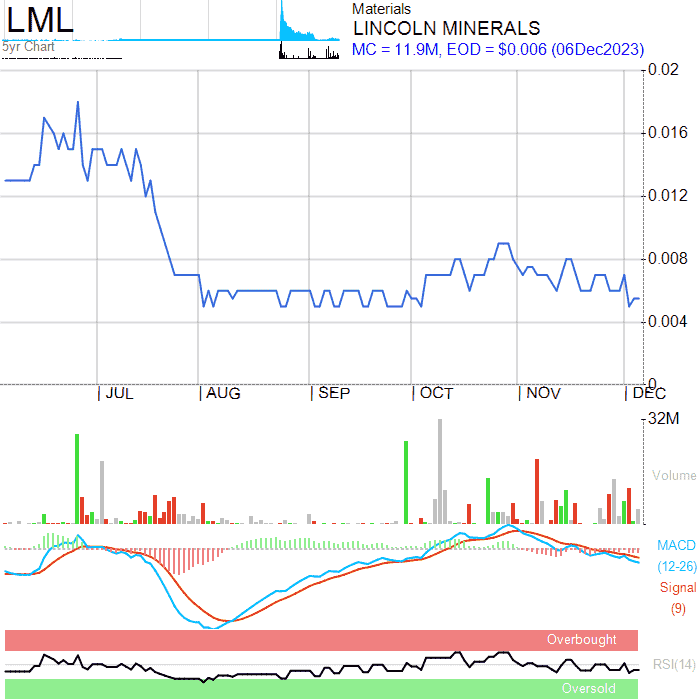 LML
5yr Chart
Materials
LINCOLN MINERALS
MC = 11.9M, EOD = $0.006 (06Dec2023)
0.02
0.016
0.012
0.008
0.004
0
JUL
AUG
SEP
OCT
NOV
DEC
32M
Volume
MACD
(12-26)
Signal
(9)
Overbought
RSI(14)
Oversold